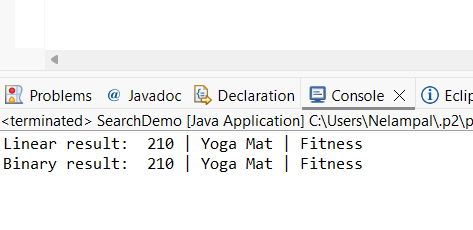 Problems @ Javadoc Declaration Console Eclip
<terminated> SearchDemo [Java Application] C:\Users\Nelampal\.p2\p
Linear result:  210 | Yoga Mat | Fitness
Binary result:  210 | Yoga Mat | Fitness